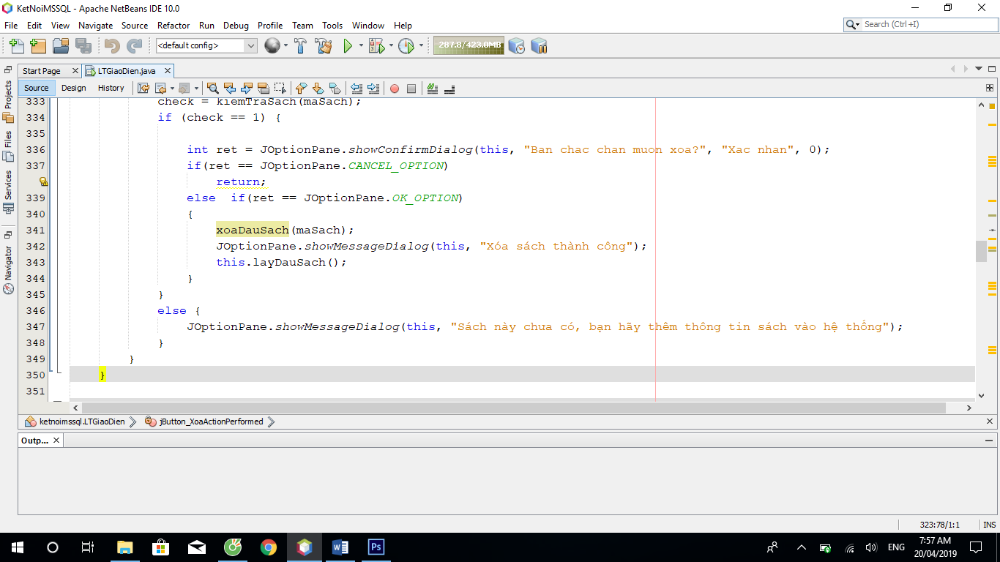 KetNoiMSSQL - Apache NetBeans IDE 10.0
File Edit View Navigate Source Refactor Run Debug Profile Team Tools Window Help
Search (Ctrl+I)
<default config>
287.8/423.0MB
Start Page
LTGiaoDien.java
Source Design History
Projects
Files
Services
Navigator
333 check = kiemTraSach(maSach);
334 if (check == 1) {
335
336 int ret = JOptionPane.showConfirmDialog(this, "Ban chac chan muon xoa?", "Xac nhan", 0);
337 if(ret == JOptionPane.CANCEL_OPTION)
return;
339 else  if(ret == JOptionPane.OK_OPTION)
340 {
341 xoaDauSach(maSach);
342 JOptionPane.showMessageDialog(this, "Xóa sách thành công");
343 this.layDauSach();
344 }
345 }
346 else {
347 JOptionPane.showMessageDialog(this, "Sách này chưa có, bạn hãy thêm thông tin sách vào hệ thống");
348 }
349 }
350 }
351
ketnoimssql.LTGiaoDien
jButton_XoaActionPerformed
Outp...
323:78/1:1
INS
ENG
7:57 AM
20/04/2019